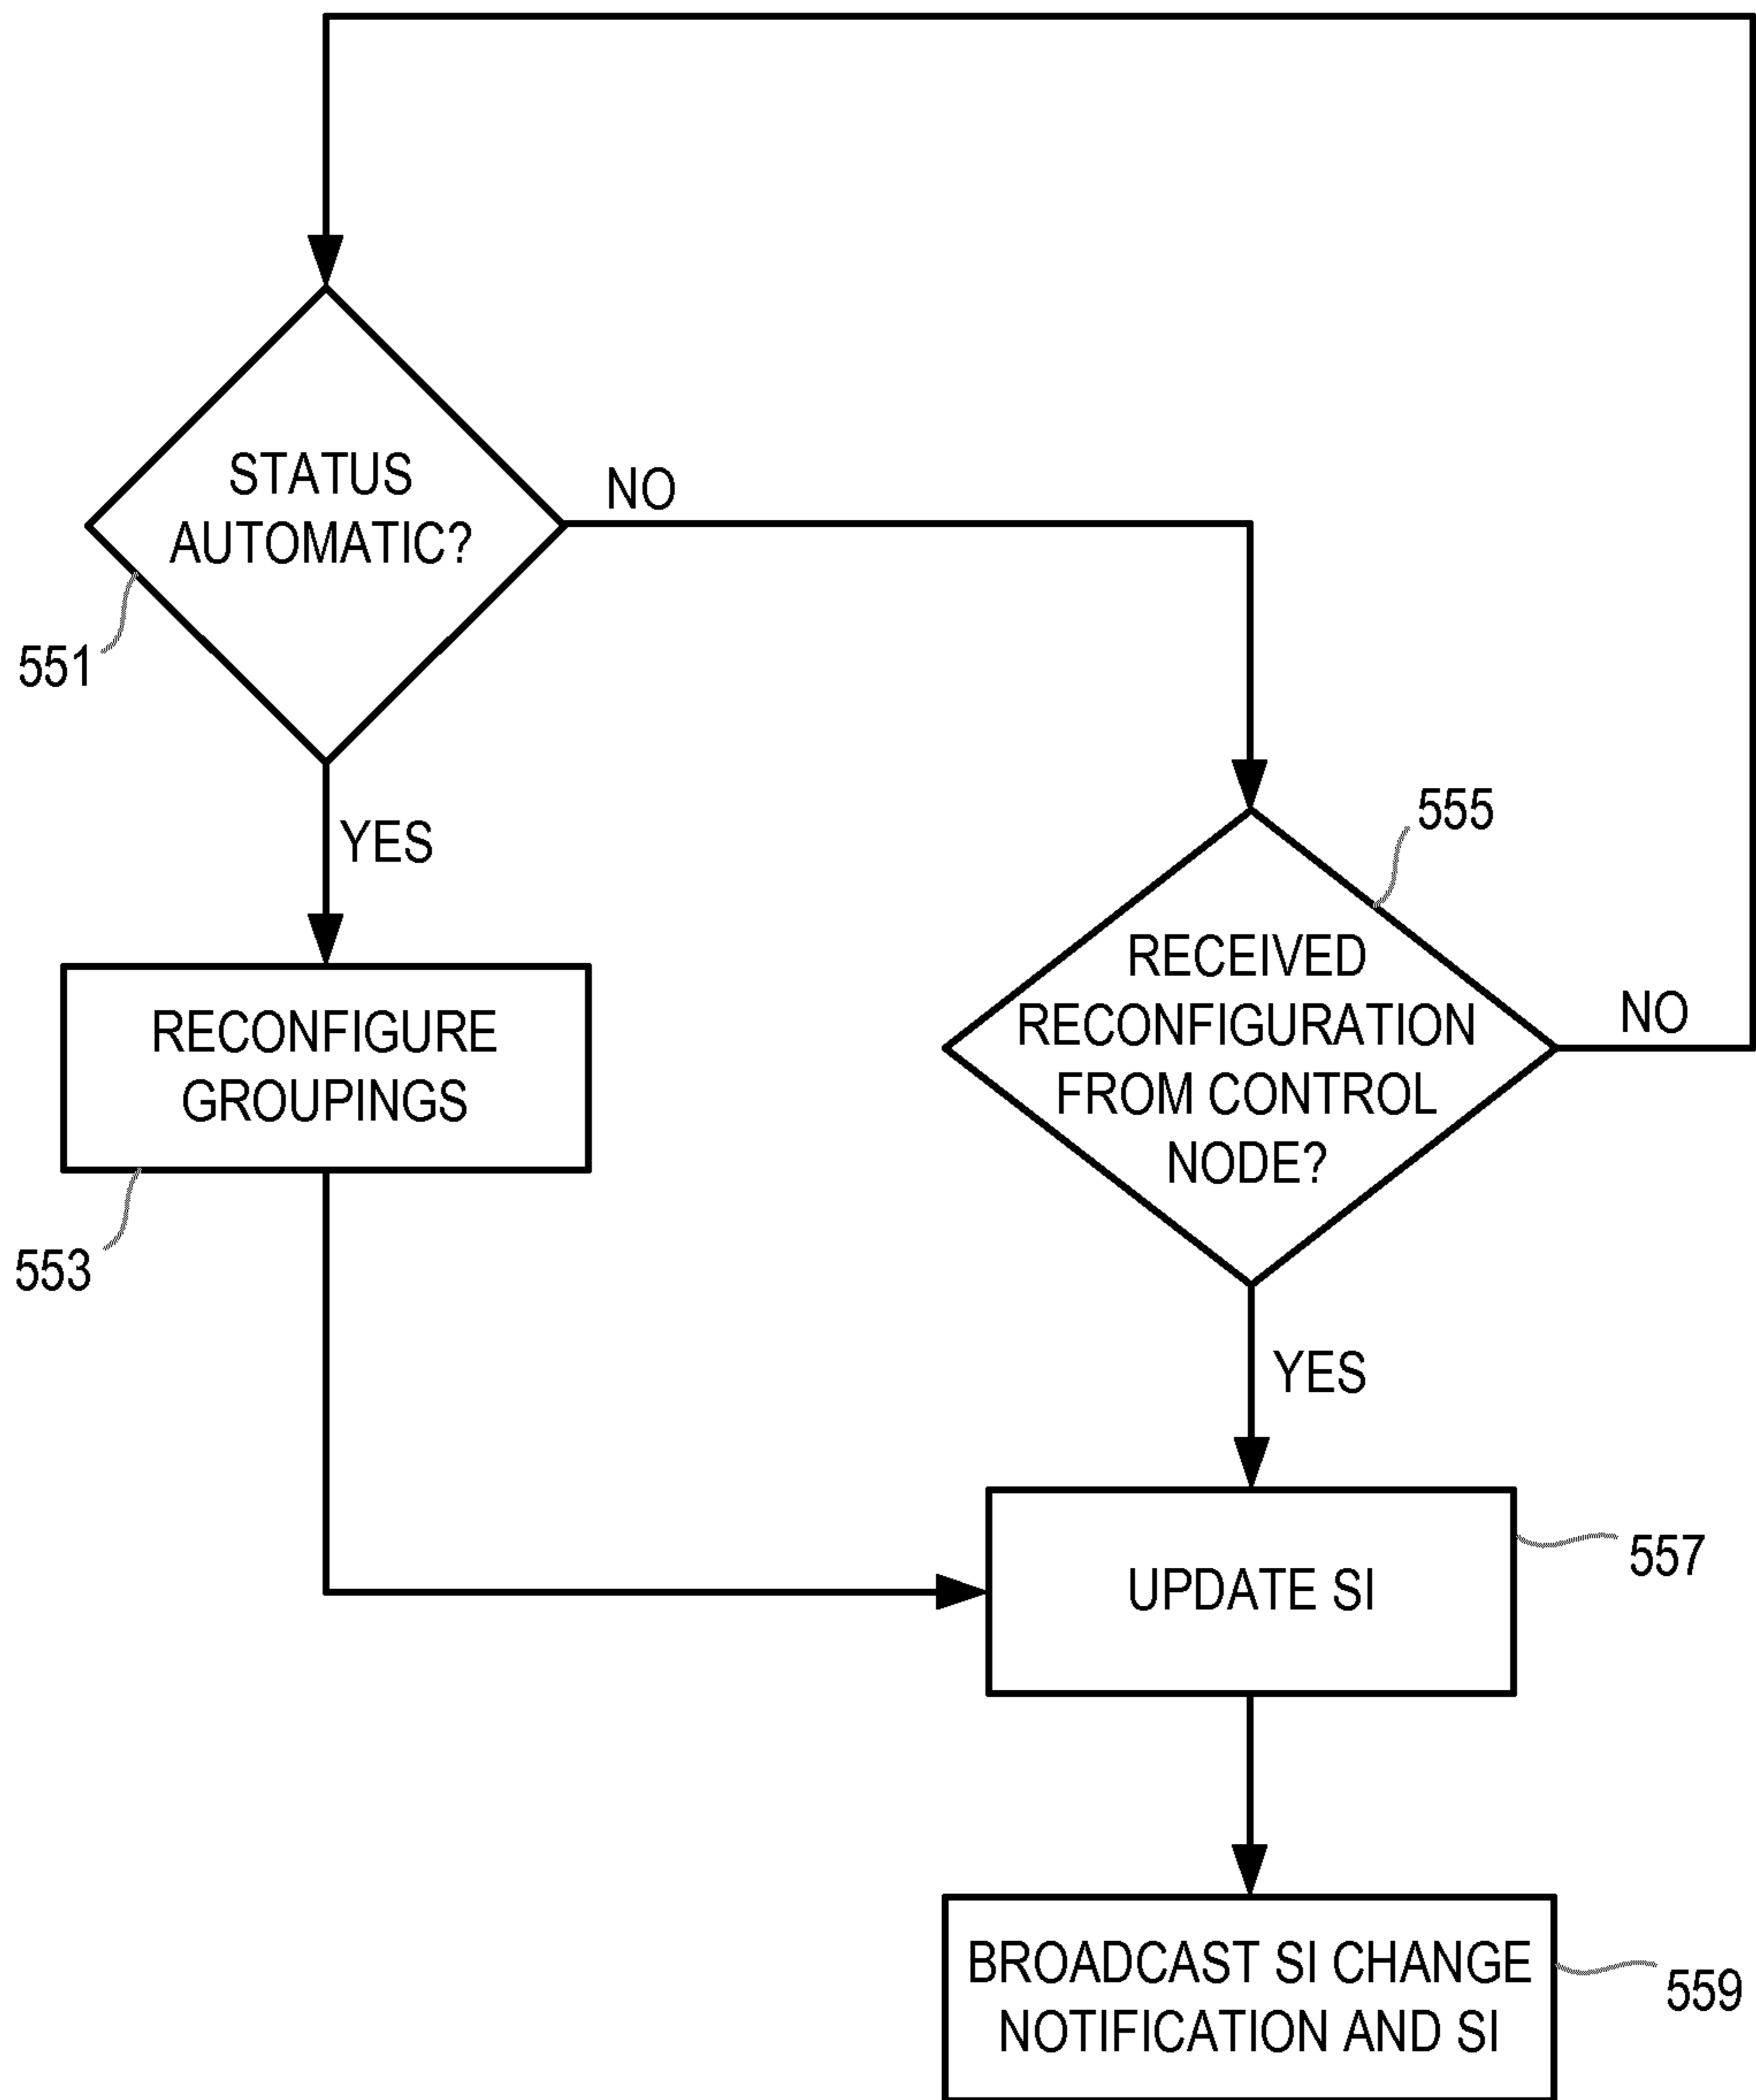 STATUS
AUTOMATIC?
NO
551
YES
555
RECONFIGURE
GROUPINGS
553
RECEIVED
RECONFIGURATION
FROM CONTROL
NODE?
NO
YES
UPDATE SI
557
BROADCAST SI CHANGE
NOTIFICATION AND SI
559